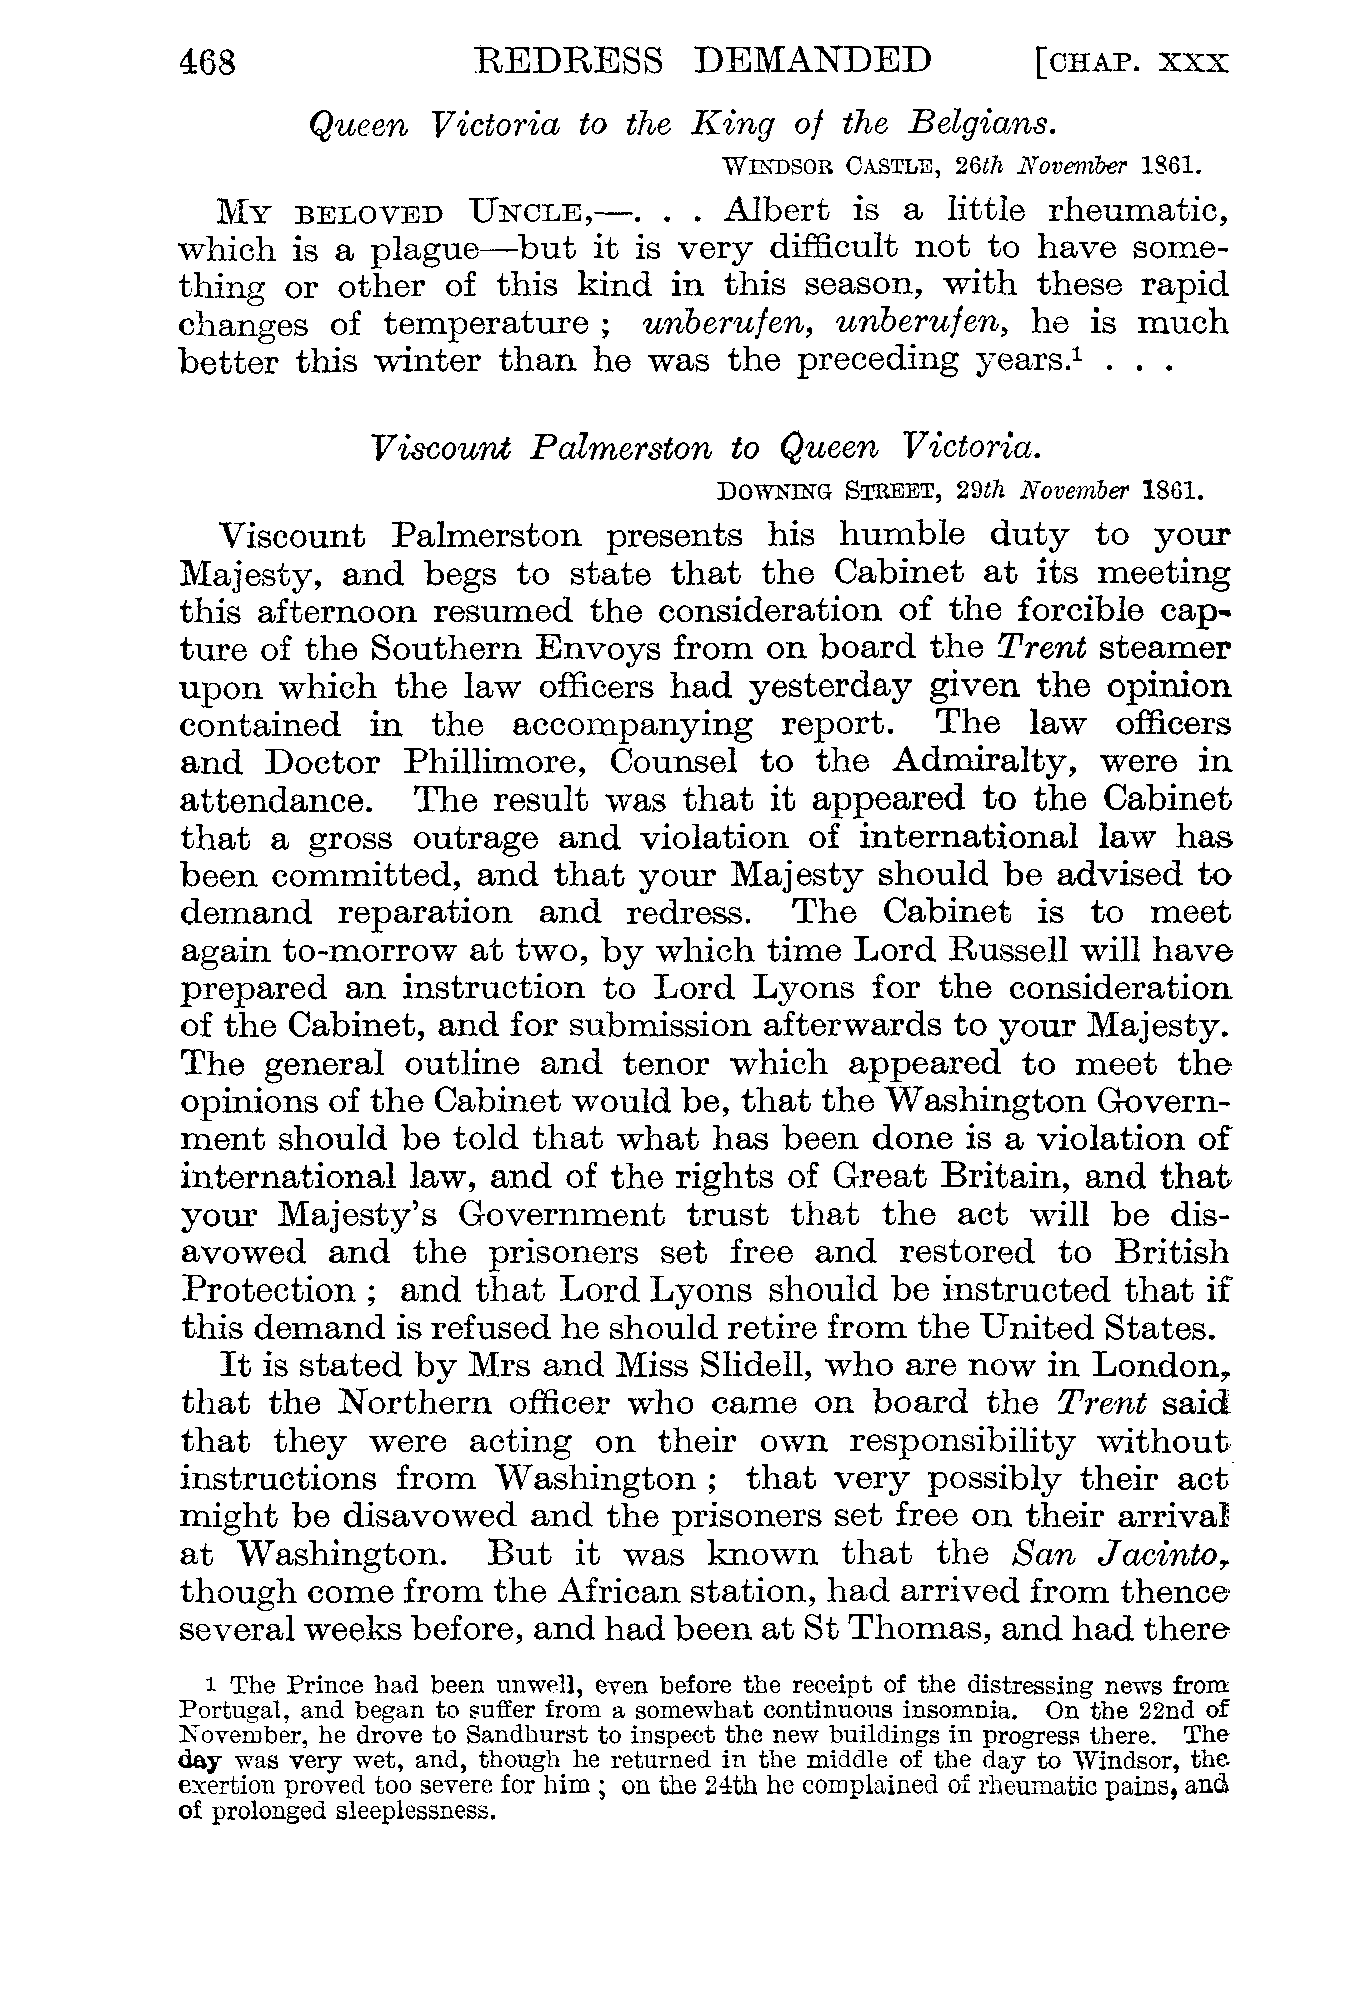 468 REDRESS DEMANDED [CHAP. XXX
Queen Victoria to the King of the Belgians.
WINDSOR CASTLE, 26th November 1861.
MY BELOVED UNCLE,—. . . Albert is a little rheumatic,
which is a plague—but it is very difficult not to have some-
thing or other of this kind in this season, with these rapid
changes of temperature ; unberufen, unberufen, he is much
better this winter than he was the preceding years.¹ . . .
Viscount Palmerston to Queen Victoria.
DOWNING STREET, 29th November 1861.
Viscount Palmerston presents his humble duty to your
Majesty, and begs to state that the Cabinet at its meeting
this afternoon resumed the consideration of the forcible cap-
ture of the Southern Envoys from on board the Trent steamer
upon which the law officers had yesterday given the opinion
contained in the accompanying report. The law officers
and Doctor Phillimore, Counsel to the Admiralty, were in
attendance. The result was that it appeared to the Cabinet
that a gross outrage and violation of international law has
been committed, and that your Majesty should be advised to
demand reparation and redress. The Cabinet is to meet
again to-morrow at two, by which time Lord Russell will have
prepared an instruction to Lord Lyons for the consideration
of the Cabinet, and for submission afterwards to your Majesty.
The general outline and tenor which appeared to meet the
opinions of the Cabinet would be, that the Washington Govern-
ment should be told that what has been done is a violation of
international law, and of the rights of Great Britain, and that
your Majesty's Government trust that the act will be dis-
avowed and the prisoners set free and restored to British
Protection ; and that Lord Lyons should be instructed that if
this demand is refused he should retire from the United States.
It is stated by Mrs and Miss Slidell, who are now in London,
that the Northern officer who came on board the Trent said
that they were acting on their own responsibility without
instructions from Washington ; that very possibly their act
might be disavowed and the prisoners set free on their arrival
at Washington. But it was known that the San Jacinto,
though come from the African station, had arrived from thence
several weeks before, and had been at St Thomas, and had there
1 The Prince had been unwell, even before the receipt of the distressing news from
Portugal, and began to suffer from a somewhat continuous insomnia. On the 22nd of
November, he drove to Sandhurst to inspect the new buildings in progress there. The
day was very wet, and, though he returned in the middle of the day to Windsor, the
exertion proved too severe for him ; on the 24th he complained of rheumatic pains, and
of prolonged sleeplessness.